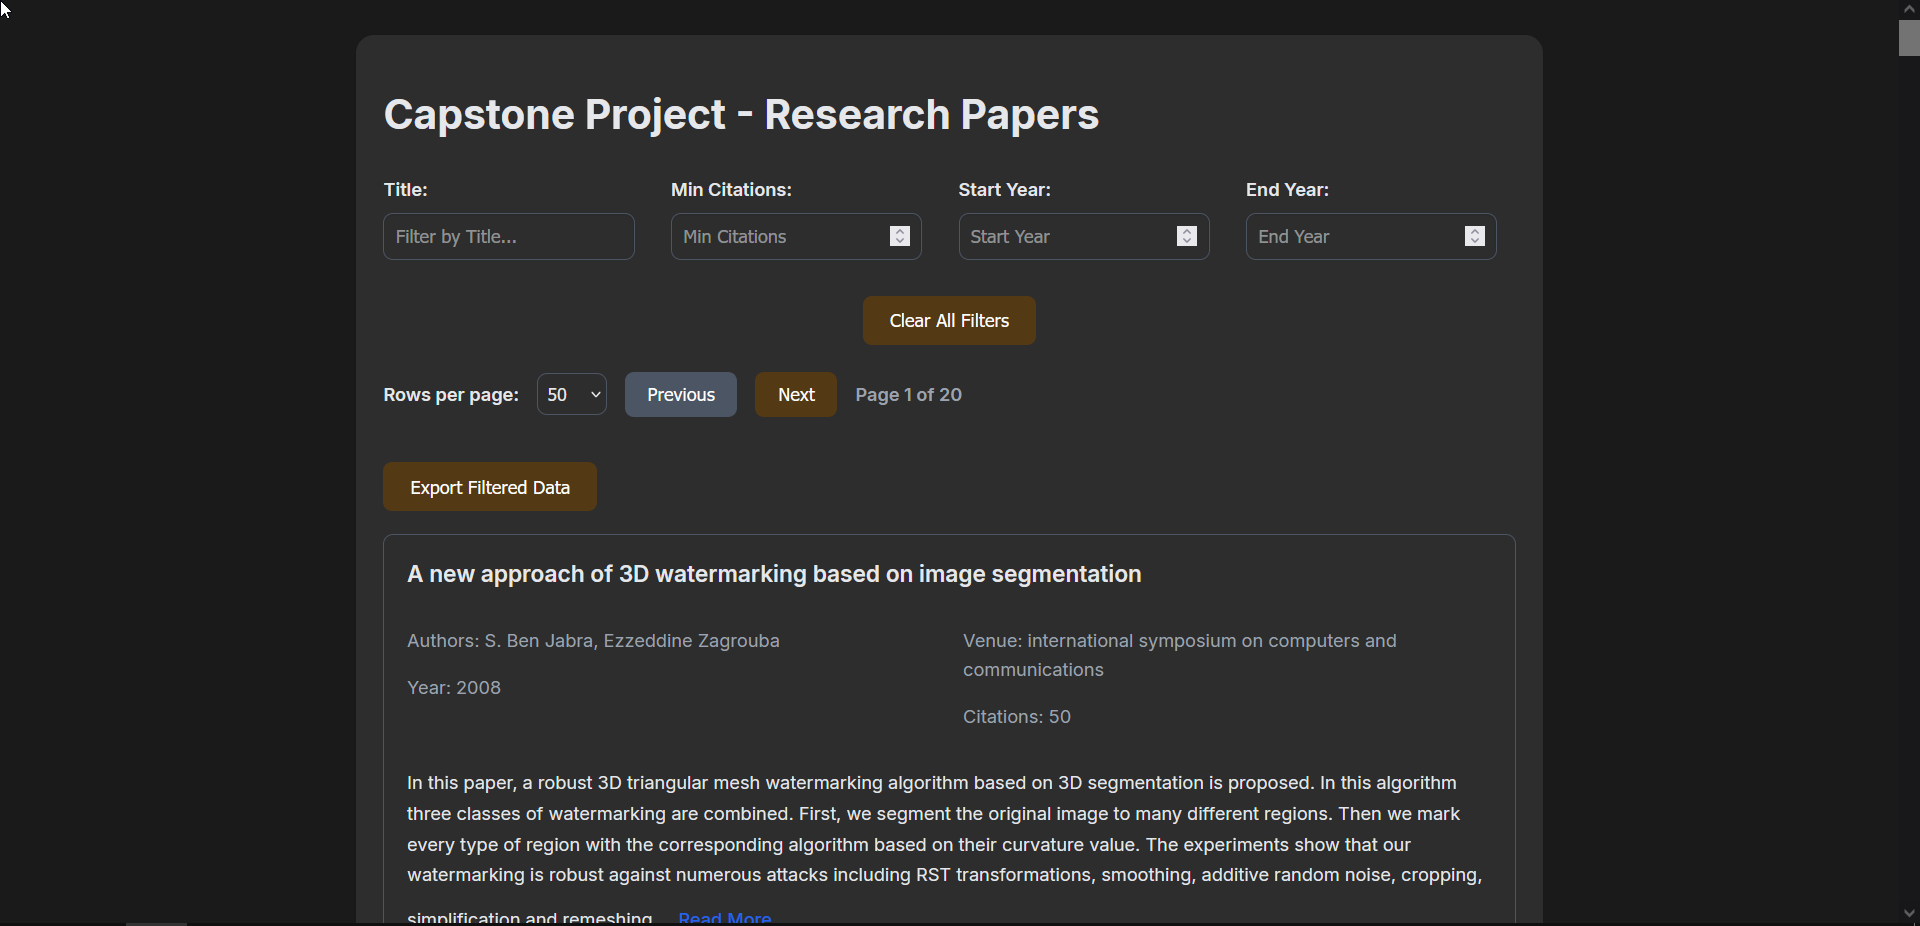 Capstone Project - Research Papers
Title:
Min Citations:
Start Year:
End Year:
Filter by Title...
Min Citations
Start Year
End Year
Clear All Filters
Rows per page:
50
Previous
Next
Page 1 of 20
Export Filtered Data
A new approach of 3D watermarking based on image segmentation
Authors: S. Ben Jabra, Ezzeddine Zagrouba
Year: 2008
Venue: international symposium on computers and
communications
Citations: 50
In this paper, a robust 3D triangular mesh watermarking algorithm based on 3D segmentation is proposed. In this algorithm
three classes of watermarking are combined. First, we segment the original image to many different regions. Then we mark
every type of region with the corresponding algorithm based on their curvature value. The experiments show that our
watermarking is robust against numerous attacks including RST transformations, smoothing, additive random noise, cropping,
simplification and remeshing. Read More